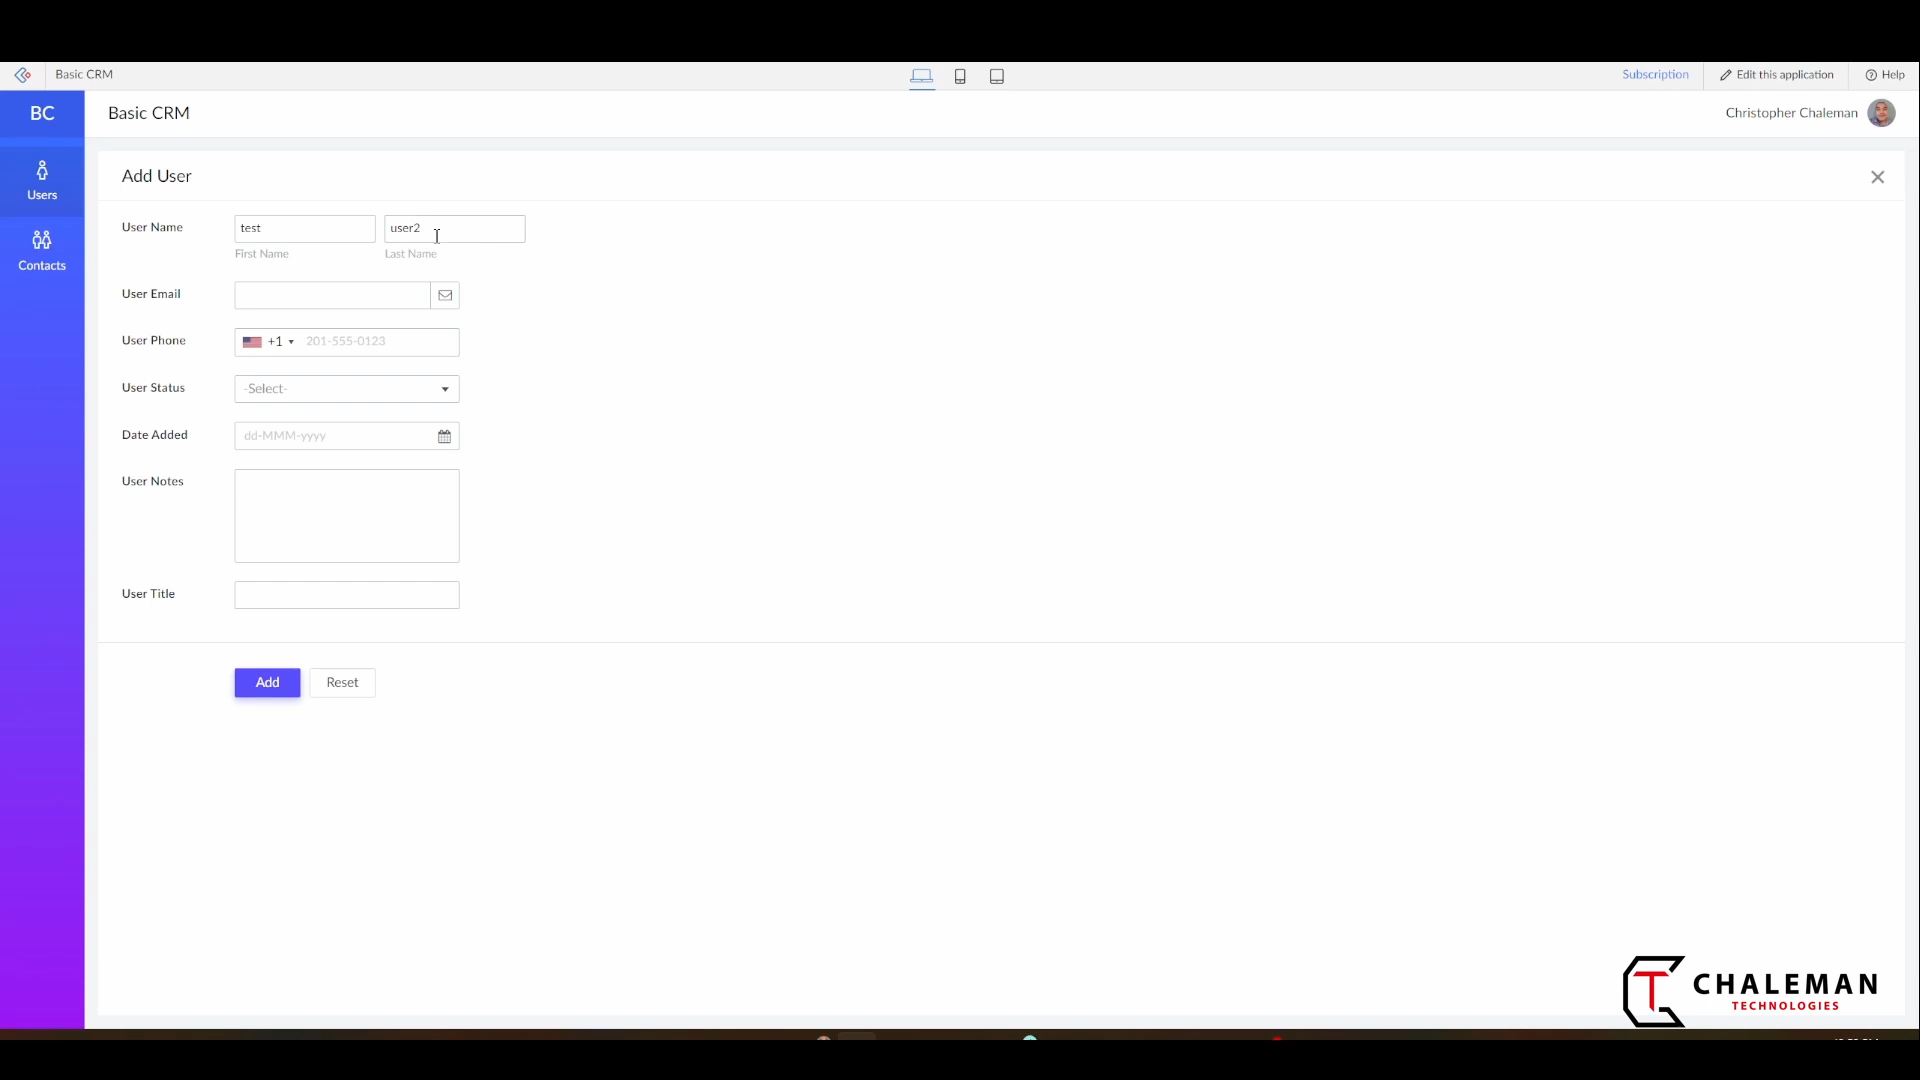 Basic CRM
Subscription
Edit this application
Help
BC
Basic CRM
Christopher Chaleman
Users
Contacts
Add User
User Name
test
user2
First Name
Last Name
User Email
User Phone
+1
201-555-0123
User Status
-Select-
Date Added
dd-MMM-yyyy
User Notes
User Title
Add
Reset
CHALEMAN
TECHNOLOGIES